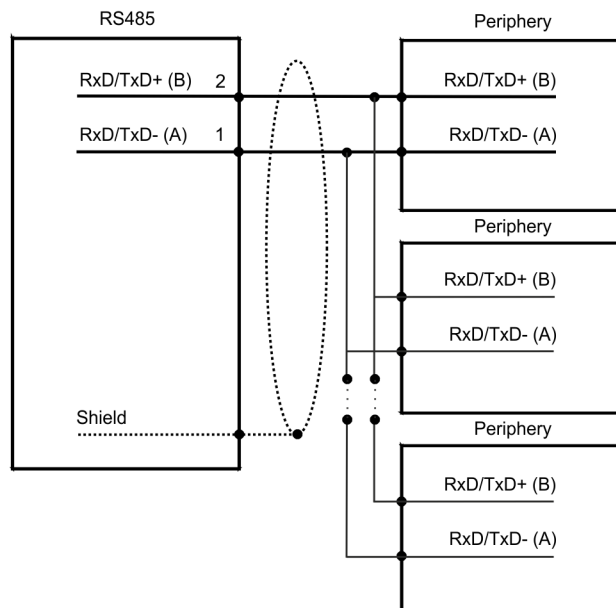 RS485
Periphery
RxD/TxD+ (B) 2
RxD/TxD+ (B)
RxD/TxD- (A) 1
RxD/TxD- (A)
Periphery
RxD/TxD+ (B)
RxD/TxD- (A)
Shield
Periphery
RxD/TxD+ (B)
RxD/TxD- (A)